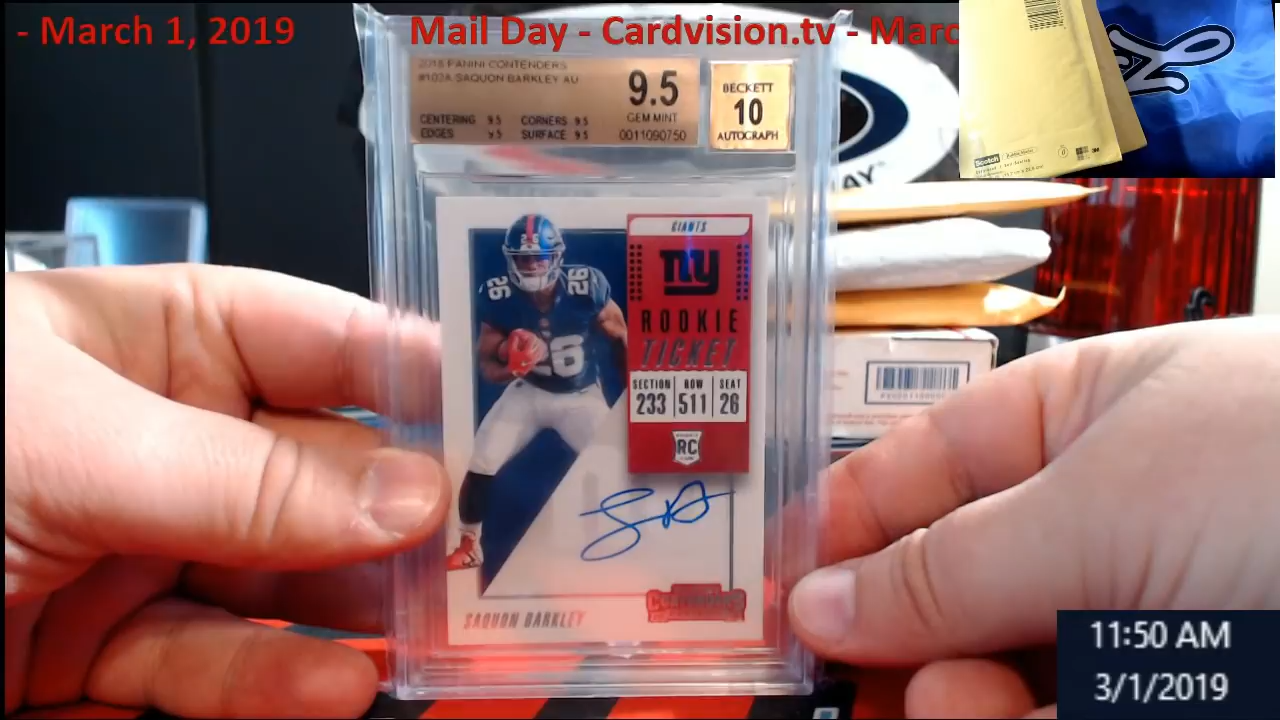 - March 1, 2019 Mail Day - Cardvision.tv - Marc
2018 PANINI CONTENDERS
#102A SAQUON BARKLEY AU
9.5
GEM MINT
CENTERING 9.5 CORNERS 9.5
EDGES 9.5 SURFACE 9.5
0011090750
BECKETT
10
AUTOGRAPH
Scotch
GIANTS
ny
ROOKIE
TICKET
SECTION ROW SEAT
233 511 26
RC
26
26
26
SAQUON BARKLEY
CONTENDERS
11:50 AM
3/1/2019